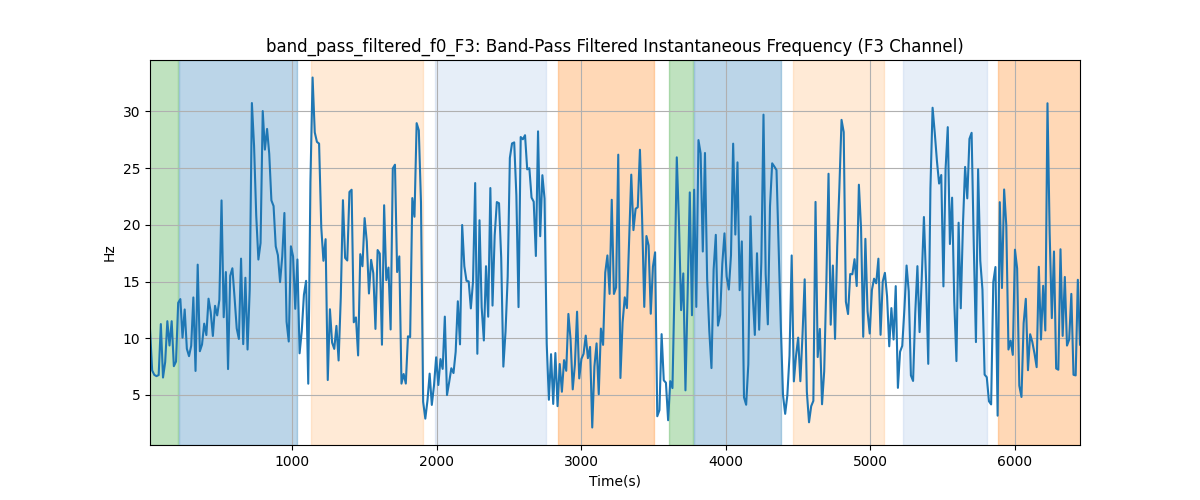 band_pass_filtered_f0_F3: Band-Pass Filtered Instantaneous Frequency (F3 Channel)
30
25
20
15
10
5
Hz
1000 2000 3000 4000 5000 6000
Time(s)